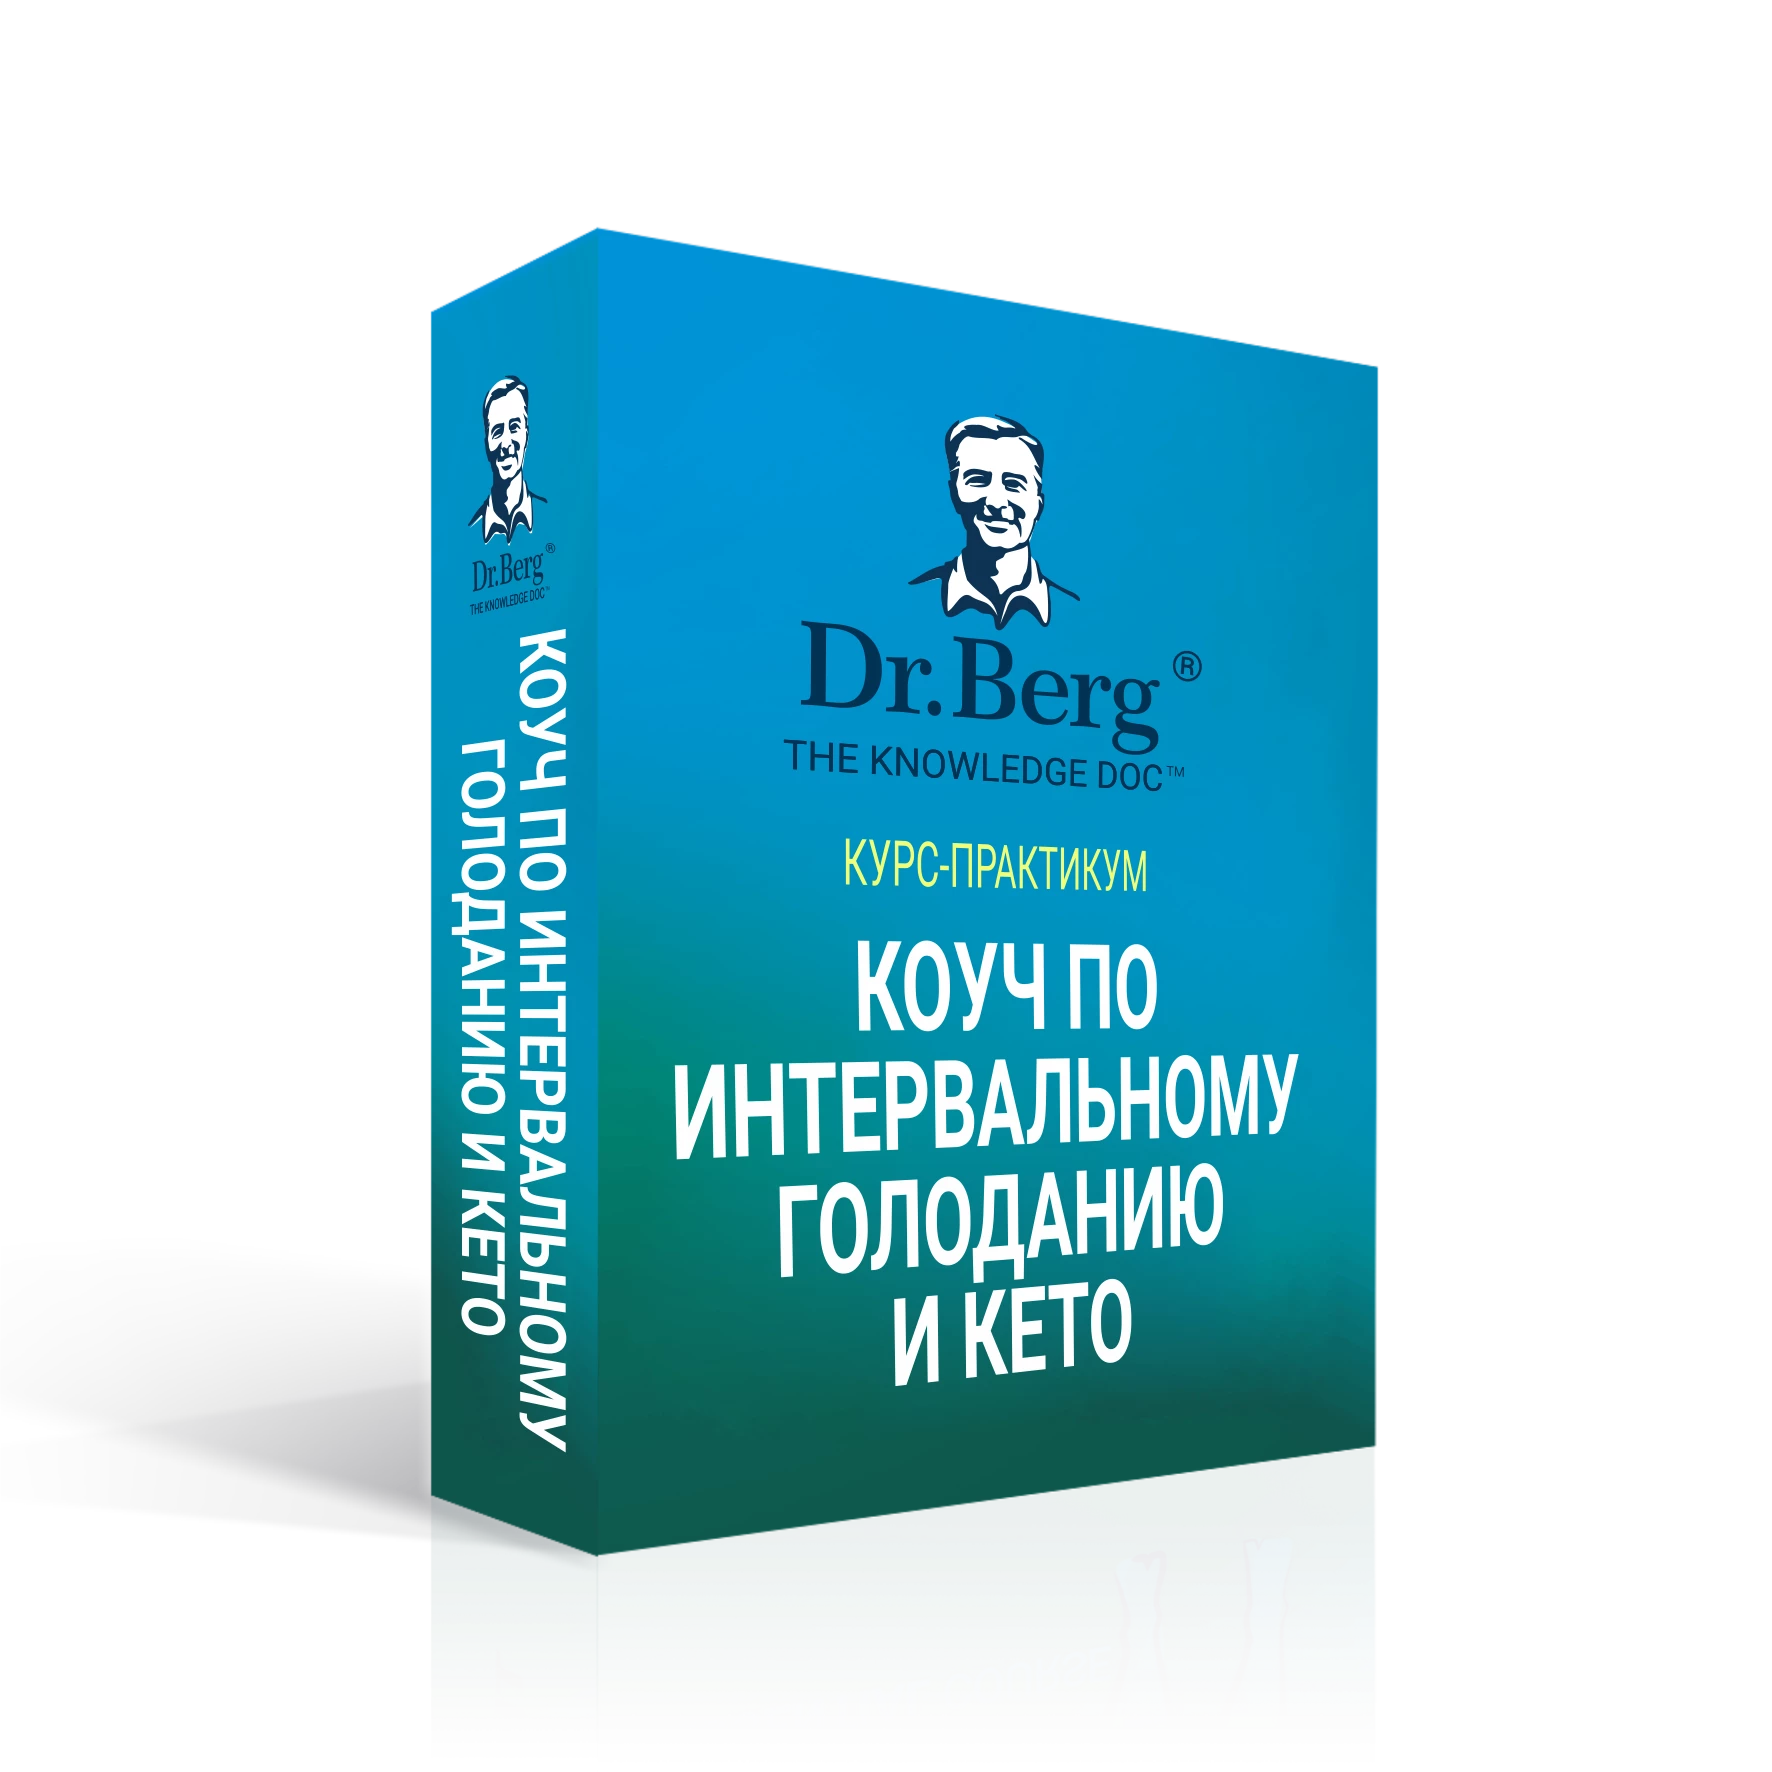 Dr.Berg®
THE KNOWLEDGE DOC™
КОУЧ ПО ИНТЕРВАЛЬНОМУ
ГОЛОДАНИЮ И КЕТО
Dr.Berg®
THE KNOWLEDGE DOC™
КУРС-ПРАКТИКУМ
КОУЧ ПО
ИНТЕРВАЛЬНОМУ
ГОЛОДАНИЮ
И КЕТО